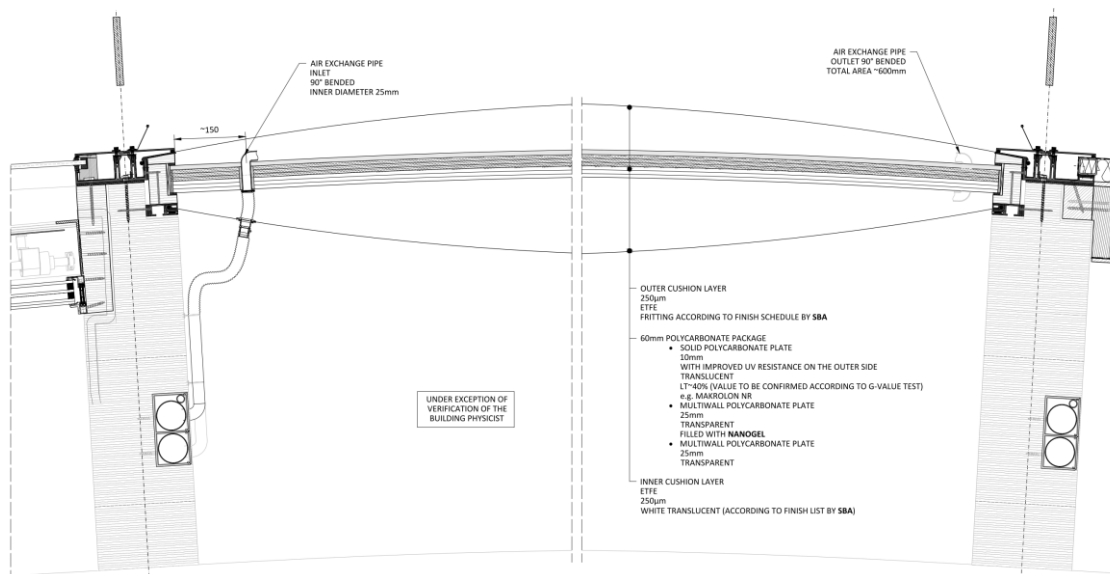 AIR EXCHANGE PIPE
INLET
90° BENDED
INNER DIAMETER 25mm
AIR EXCHANGE PIPE
OUTLET 90° BENDED
TOTAL AREA ~600mm
~150
OUTER CUSHION LAYER
250µm
ETFE
FRITTING ACCORDING TO FINISH SCHEDULE BY SBA
60mm POLYCARBONATE PACKAGE
• SOLID POLYCARBONATE PLATE
10mm
WITH IMPROVED UV RESISTANCE ON THE OUTER SIDE
TRANSLUCENT
LT~40% (VALUE TO BE CONFIRMED ACCORDING TO G-VALUE TEST)
e.g. MAKROLON NR
• MULTIWALL POLYCARBONATE PLATE
25mm
TRANSPARENT
FILLED WITH NANOGEL
• MULTIWALL POLYCARBONATE PLATE
25mm
TRANSPARENT
INNER CUSHION LAYER
ETFE
250µm
WHITE TRANSLUCENT (ACCORDING TO FINISH LIST BY SBA)
UNDER EXCEPTION OF
VERIFICATION OF THE
BUILDING PHYSICIST